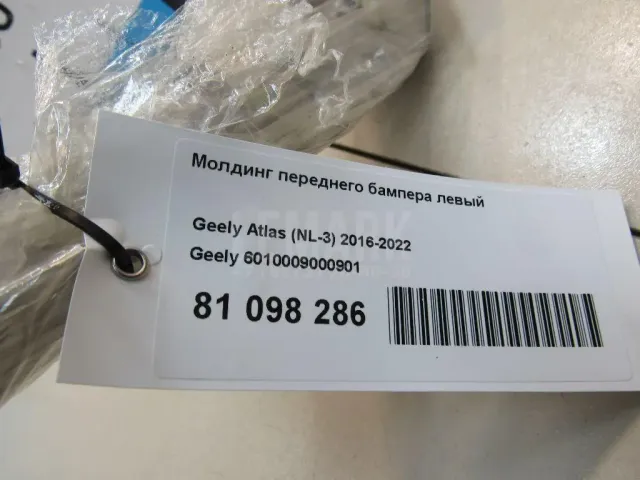 Молдинг переднего бампера левый
Geely Atlas (NL-3) 2016-2022
Geely 6010009000901
81 098 286